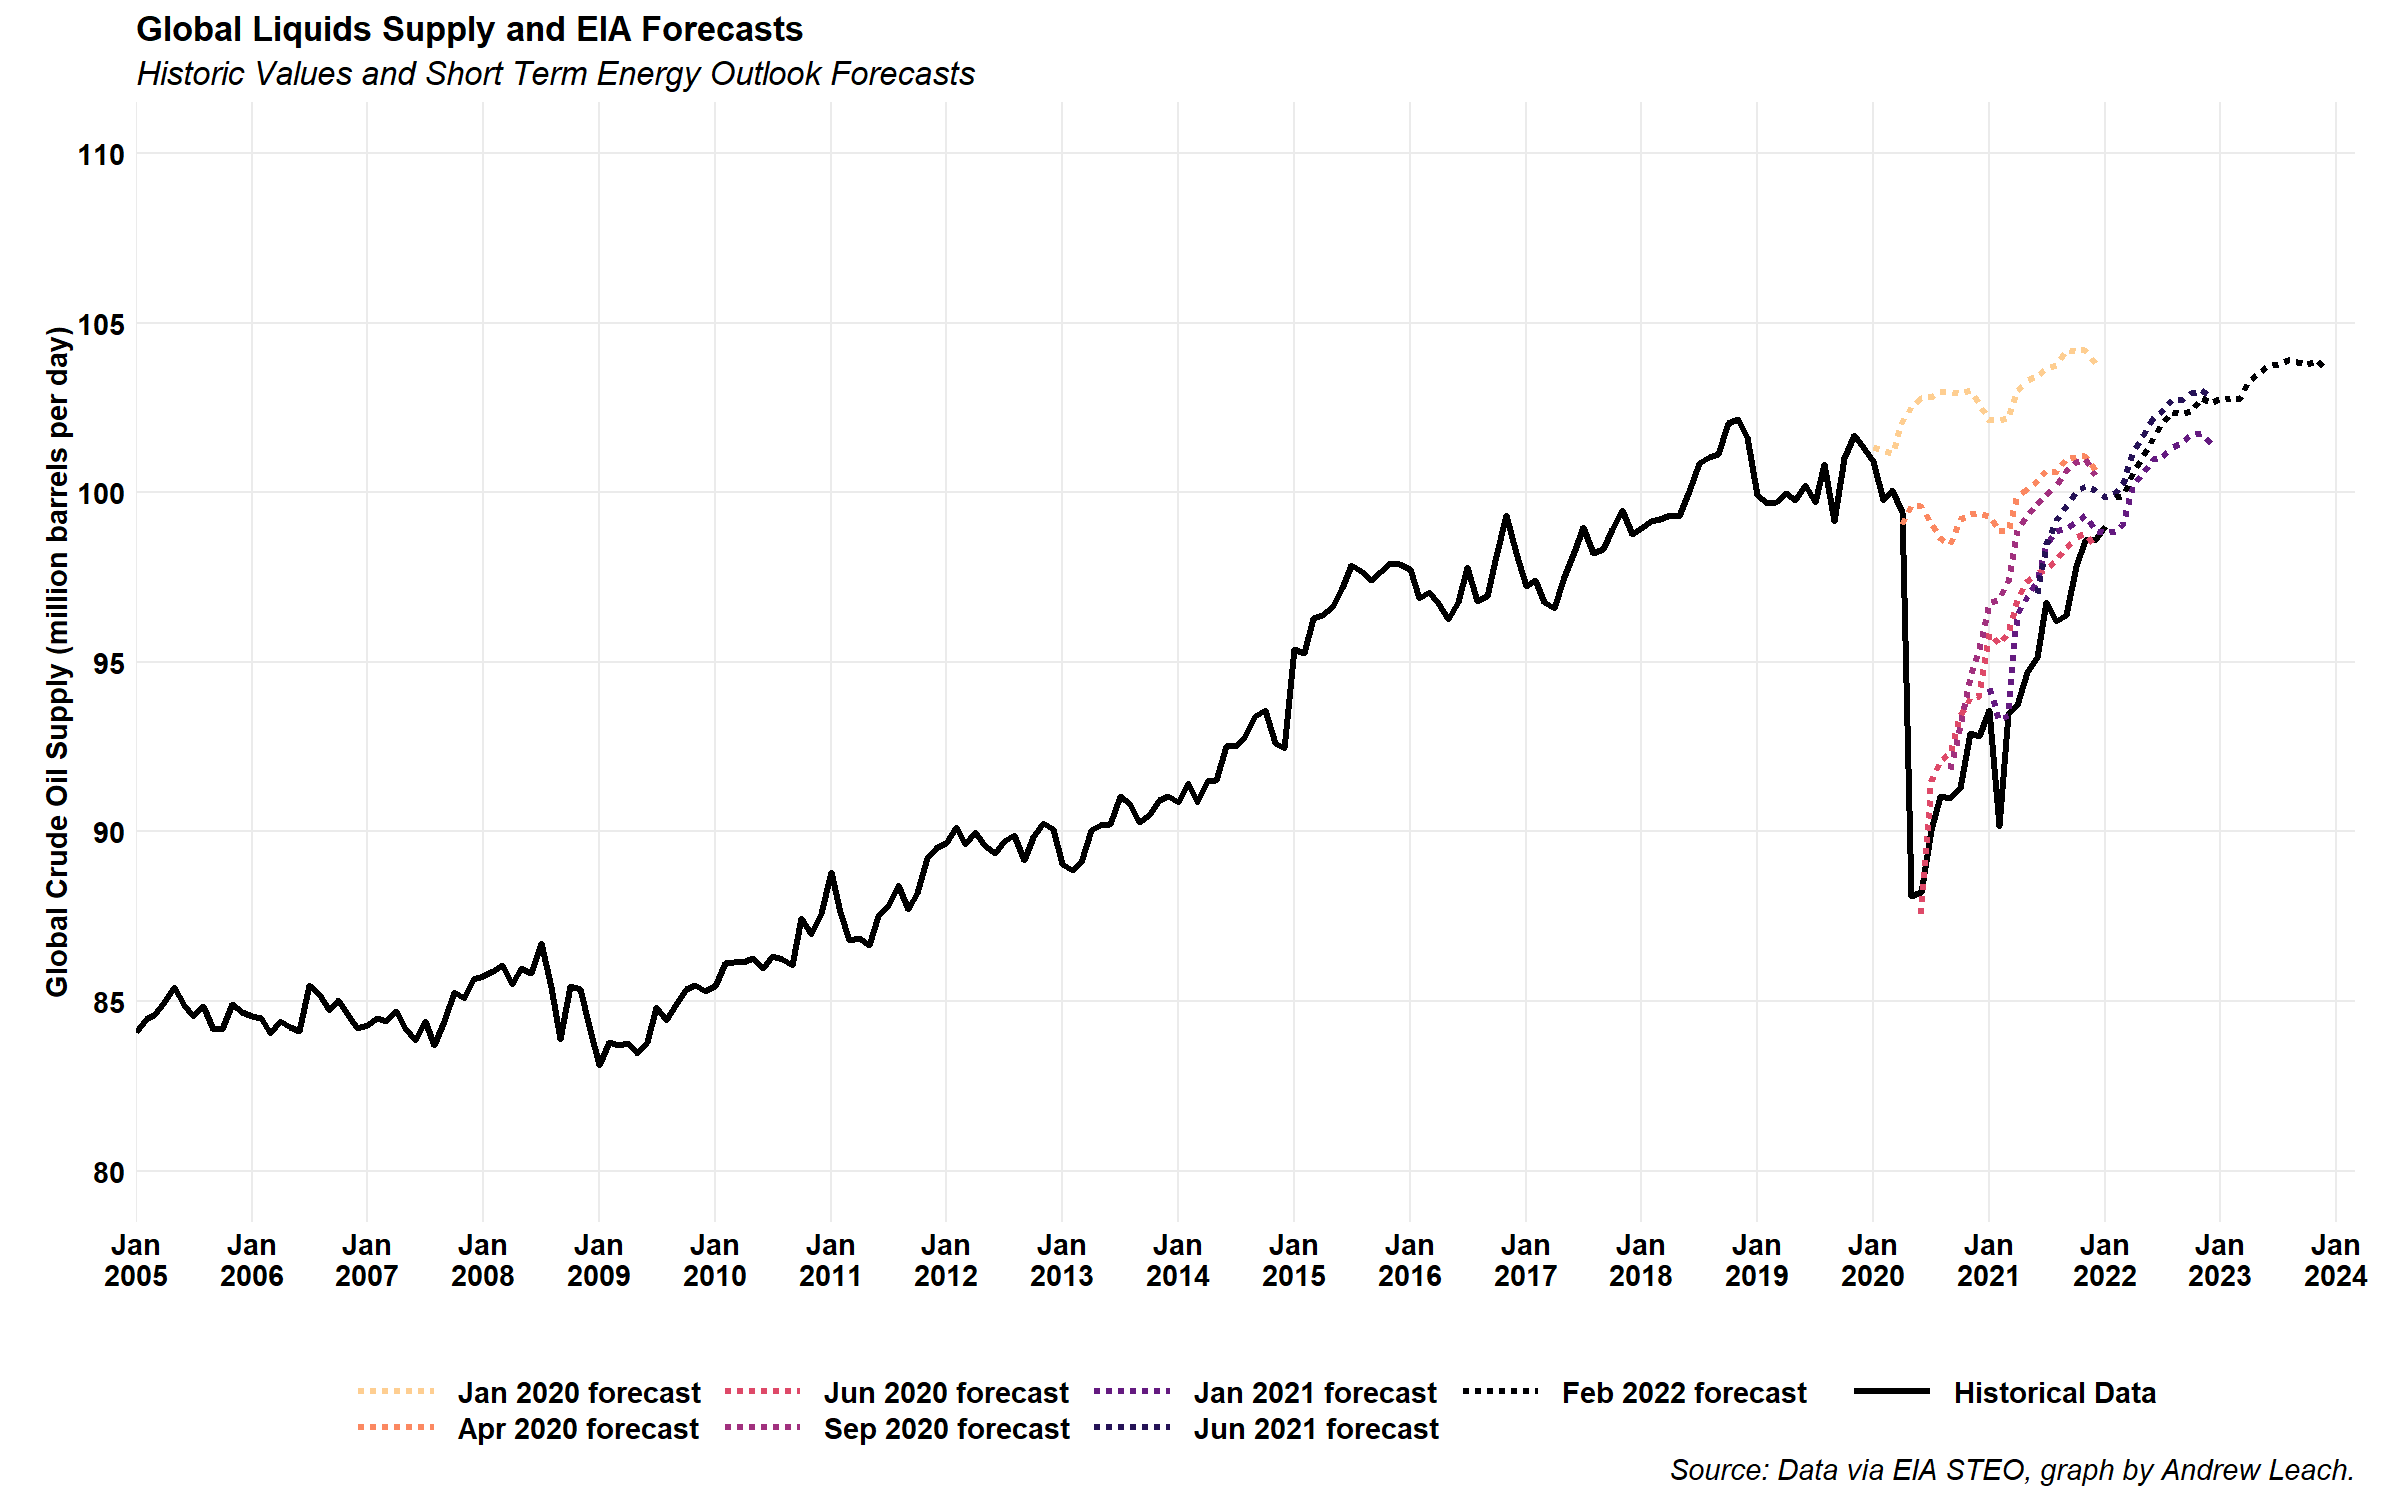 Global Liquids Supply and EIA Forecasts
Historic Values and Short Term Energy Outlook Forecasts
Global Crude Oil Supply (million barrels per day)
110
105
100
95
90
85
80
Jan 2005
Jan 2006
Jan 2007
Jan 2008
Jan 2009
Jan 2010
Jan 2011
Jan 2012
Jan 2013
Jan 2014
Jan 2015
Jan 2016
Jan 2017
Jan 2018
Jan 2019
Jan 2020
Jan 2021
Jan 2022
Jan 2023
Jan 2024
Jan 2020 forecast
Apr 2020 forecast
Jun 2020 forecast
Sep 2020 forecast
Jan 2021 forecast
Jun 2021 forecast
Feb 2022 forecast
Historical Data
Source: Data via EIA STEO, graph by Andrew Leach.